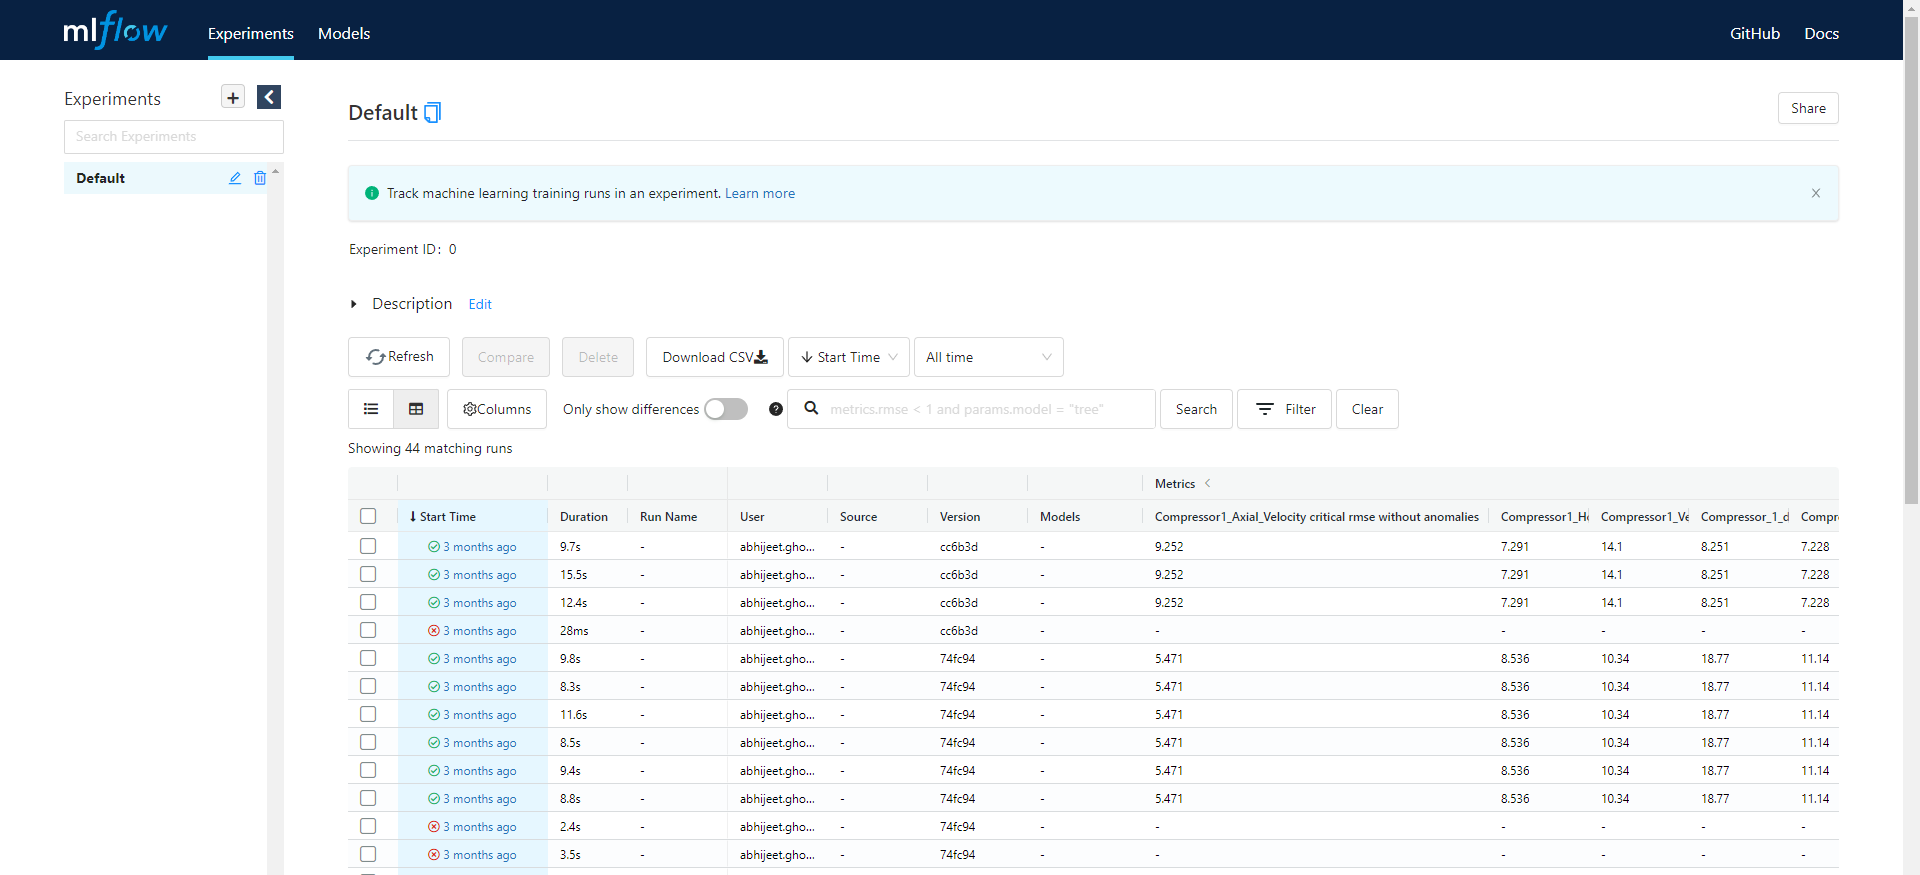 mlflow Experiments Models GitHub Docs
Experiments +
Search Experiments
Default
Default
Share
Track machine learning training runs in an experiment. Learn more
Experiment ID: 0
Description Edit
Refresh Compare Delete Download CSV Start Time All time
Columns Only show differences metrics.rmse < 1 and params.model = "tree" Search Filter Clear
Showing 44 matching runs
Metrics
Start Time Duration Run Name User Source Version Models Compressor1_Axial_Velocity critical rmse without anomalies Compressor1_He Compressor1_Ve Compressor_1_d Compr
3 months ago 9.7s - abhijeet.gho... - cc6b3d - 9.252 7.291 14.1 8.251 7.228
3 months ago 15.5s - abhijeet.gho... - cc6b3d - 9.252 7.291 14.1 8.251 7.228
3 months ago 12.4s - abhijeet.gho... - cc6b3d - 9.252 7.291 14.1 8.251 7.228
3 months ago 28ms - abhijeet.gho... - cc6b3d - - - - - -
3 months ago 9.8s - abhijeet.gho... - 74fc94 - 5.471 8.536 10.34 18.77 11.14
3 months ago 8.3s - abhijeet.gho... - 74fc94 - 5.471 8.536 10.34 18.77 11.14
3 months ago 11.6s - abhijeet.gho... - 74fc94 - 5.471 8.536 10.34 18.77 11.14
3 months ago 8.5s - abhijeet.gho... - 74fc94 - 5.471 8.536 10.34 18.77 11.14
3 months ago 9.4s - abhijeet.gho... - 74fc94 - 5.471 8.536 10.34 18.77 11.14
3 months ago 8.8s - abhijeet.gho... - 74fc94 - 5.471 8.536 10.34 18.77 11.14
3 months ago 2.4s - abhijeet.gho... - 74fc94 - - - - - -
3 months ago 3.5s - abhijeet.gho... - 74fc94 - - - - - -